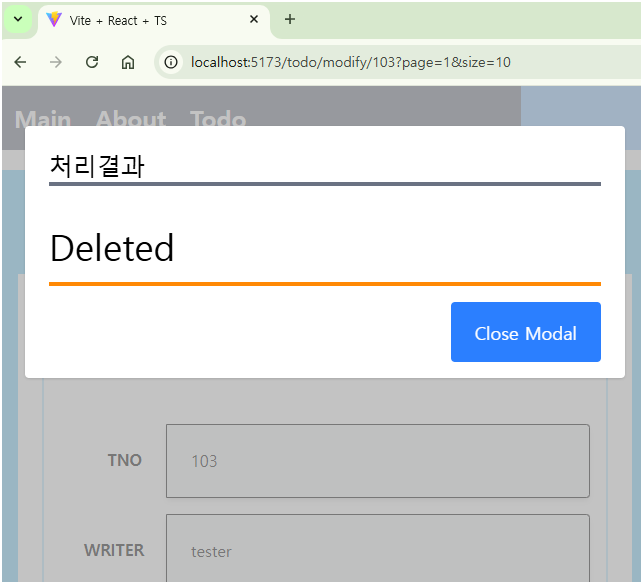 Vite + React + TS
localhost:5173/todo/modify/103?page=1&size=10
Main About Todo
처리결과
Deleted
Close Modal
TNO 103
WRITER tester